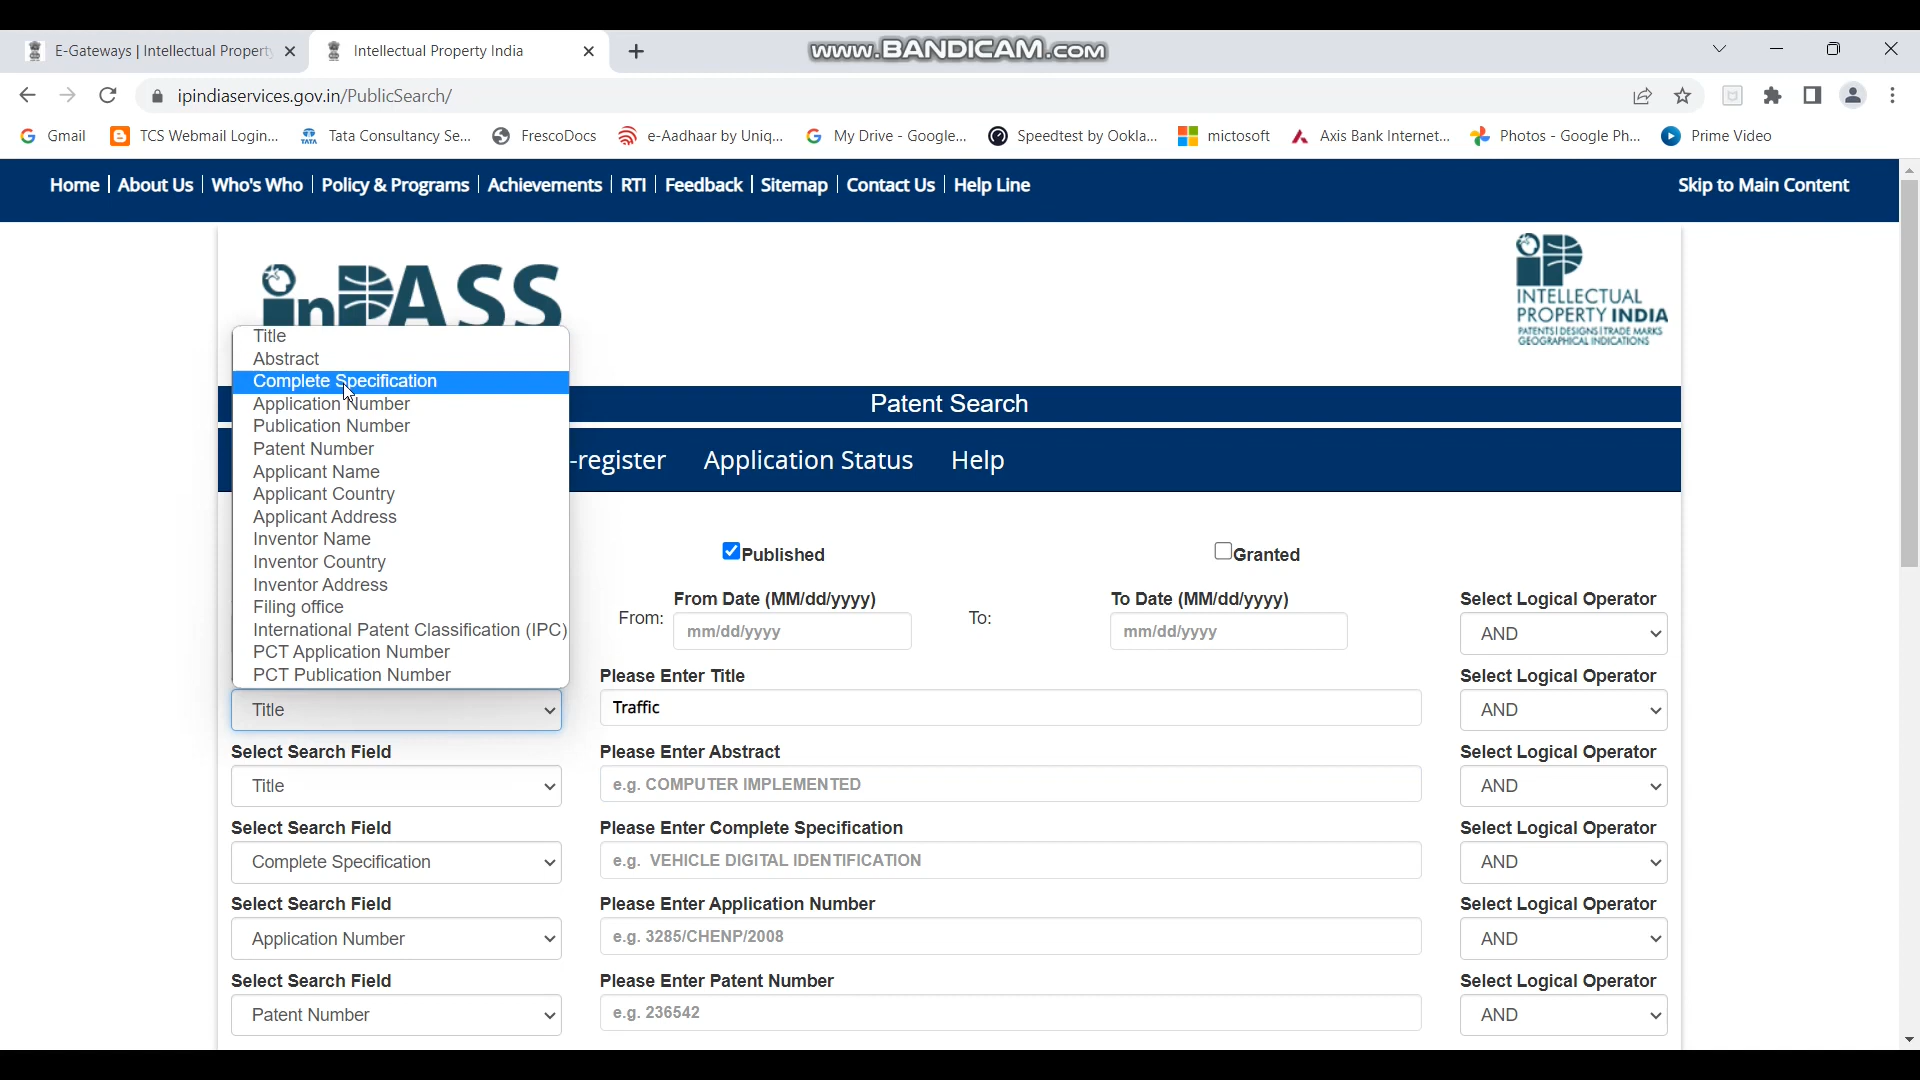 E-Gateways | Intellectual Property
Intellectual Property India
www.BANDICAM.com
ipindiaservices.gov.in/PublicSearch/
Gmail
TCS Webmail Login...
Tata Consultancy Se...
FrescoDocs
e-Aadhaar by Uniq...
My Drive - Google...
Speedtest by Ookla...
mictosoft
Axis Bank Internet...
Photos - Google Ph...
Prime Video
Home | About Us | Who's Who | Policy & Programs | Achievements | RTI | Feedback | Sitemap | Contact Us | Help Line
Skip to Main Content
inPASS
INTELLECTUAL
PROPERTY INDIA
PATENTS | DESIGNS | TRADE MARKS
GEOGRAPHICAL INDICATIONS
Title
Abstract
Complete Specification
Application Number
Publication Number
Patent Number
Applicant Name
Applicant Country
Applicant Address
Inventor Name
Inventor Country
Inventor Address
Filing office
International Patent Classification (IPC)
PCT Application Number
PCT Publication Number
Patent Search
-register
Application Status
Help
Published
Granted
From:
From Date (MM/dd/yyyy)
mm/dd/yyyy
To:
To Date (MM/dd/yyyy)
mm/dd/yyyy
Select Logical Operator
AND
Title
Please Enter Title
Traffic
Select Logical Operator
AND
Select Search Field
Title
Please Enter Abstract
e.g. COMPUTER IMPLEMENTED
Select Logical Operator
AND
Select Search Field
Complete Specification
Please Enter Complete Specification
e.g. VEHICLE DIGITAL IDENTIFICATION
Select Logical Operator
AND
Select Search Field
Application Number
Please Enter Application Number
e.g. 3285/CHENP/2008
Select Logical Operator
AND
Select Search Field
Patent Number
Please Enter Patent Number
e.g. 236542
Select Logical Operator
AND